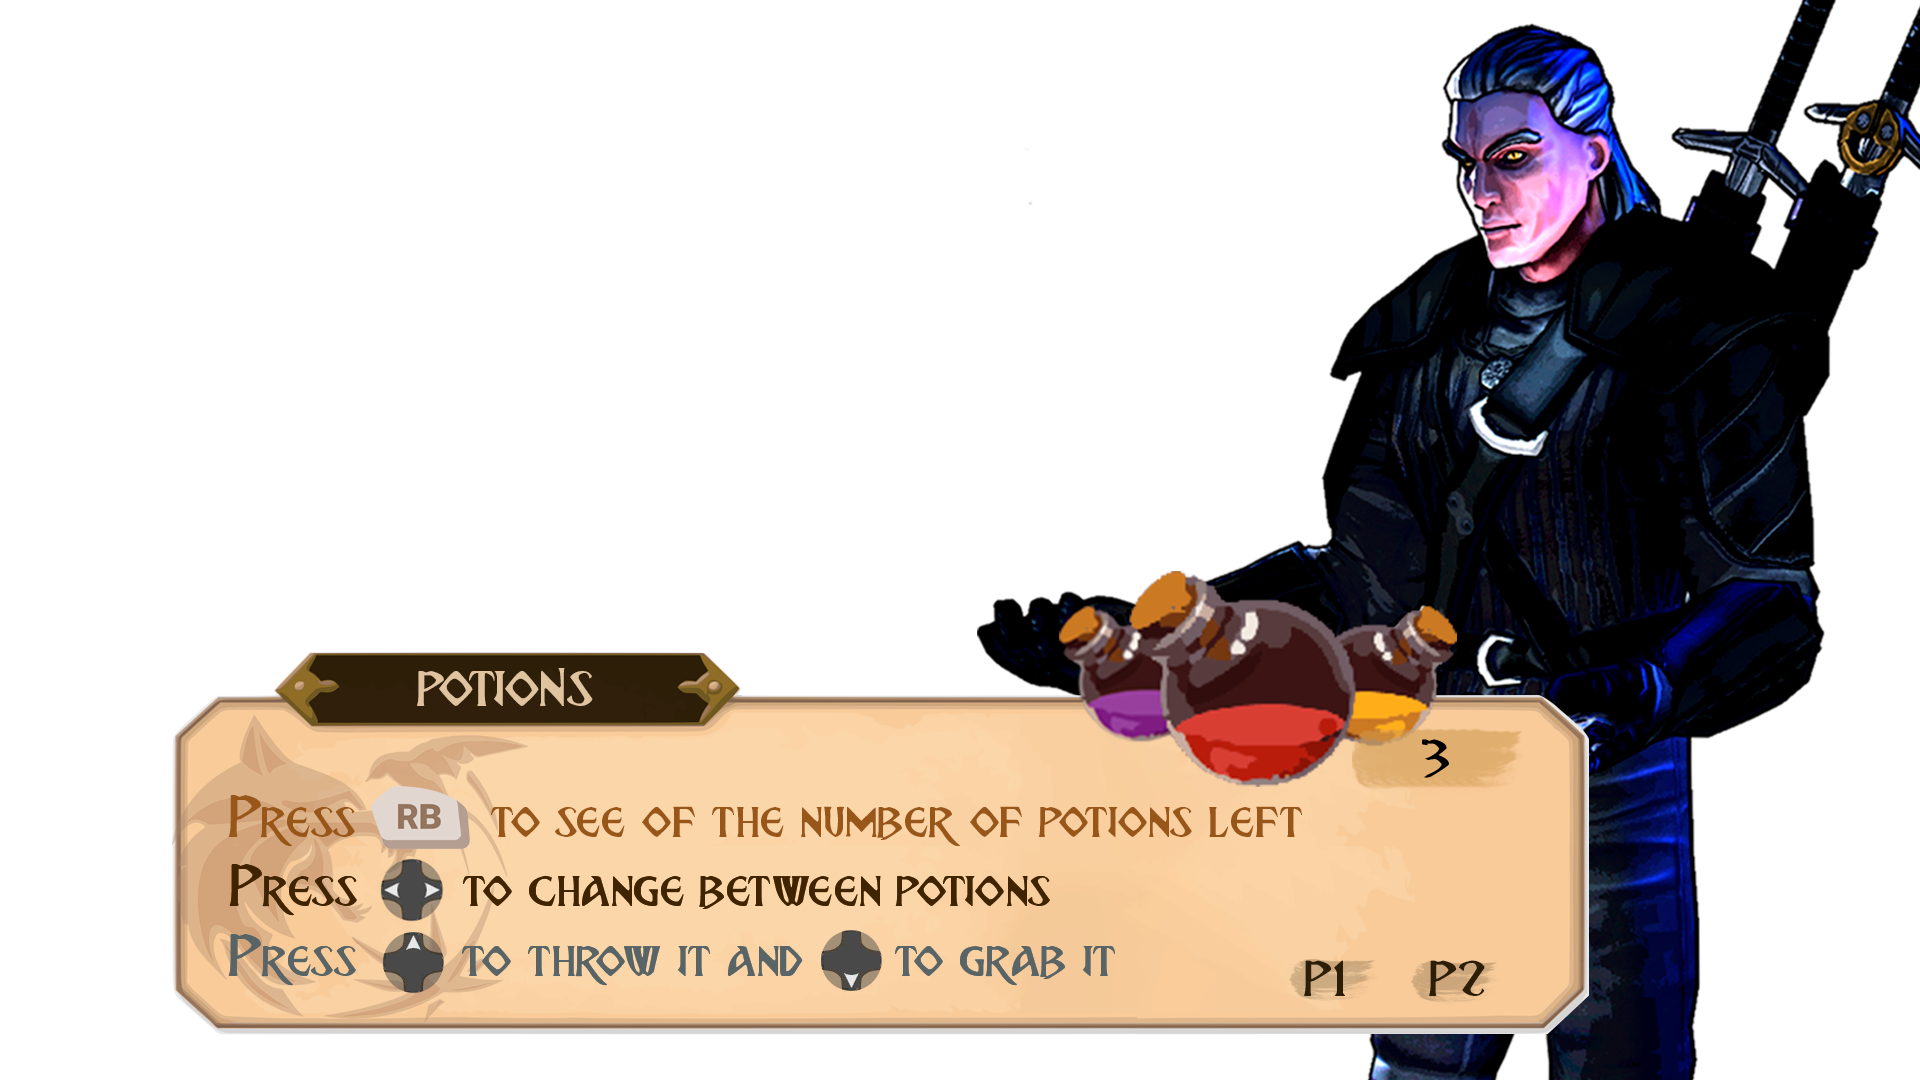 POTIONS
3
PRESS RB TO SEE OF THE NUMBER OF POTIONS LEFT
PRESS TO CHANGE BETWEEN POTIONS
PRESS TO THROW IT AND TO GRAB IT
P1 P2